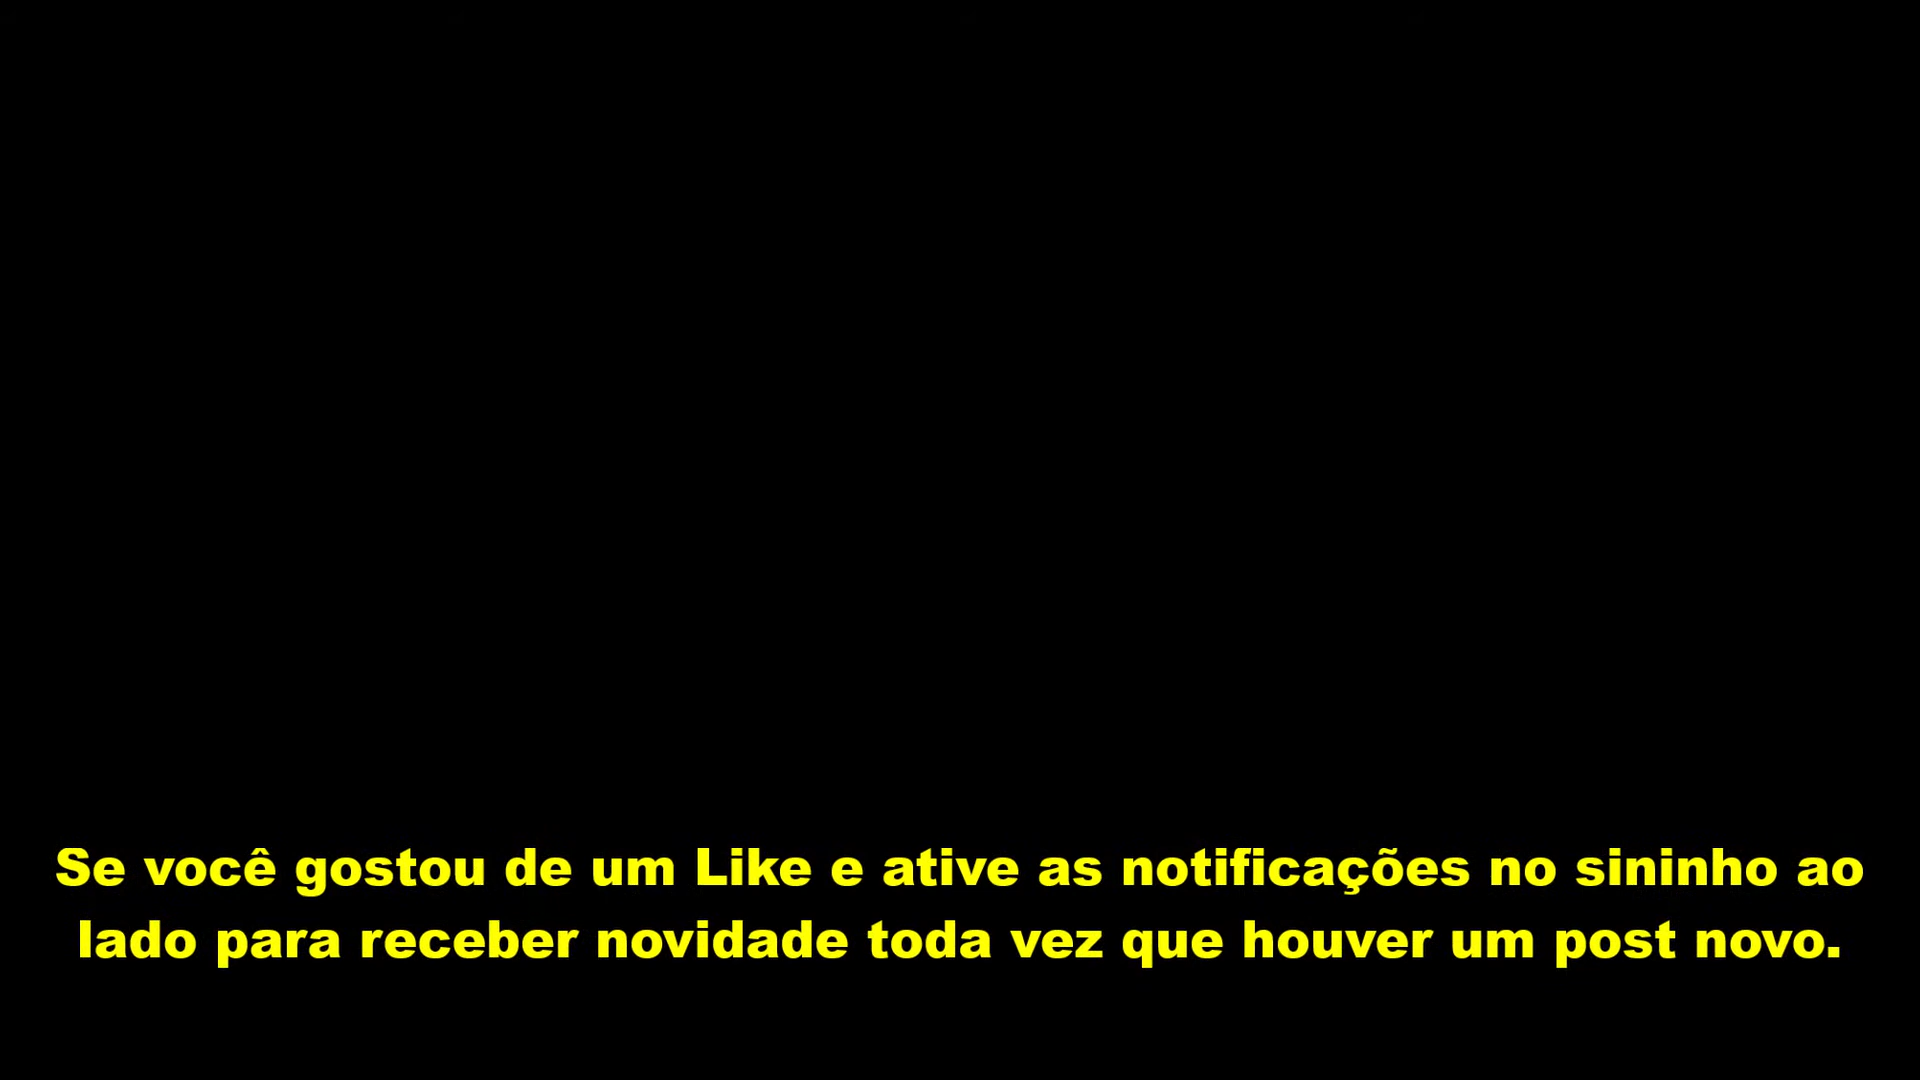 Se você gostou de um Like e ative as notificações no sininho ao
lado para receber novidade toda vez que houver um post novo.